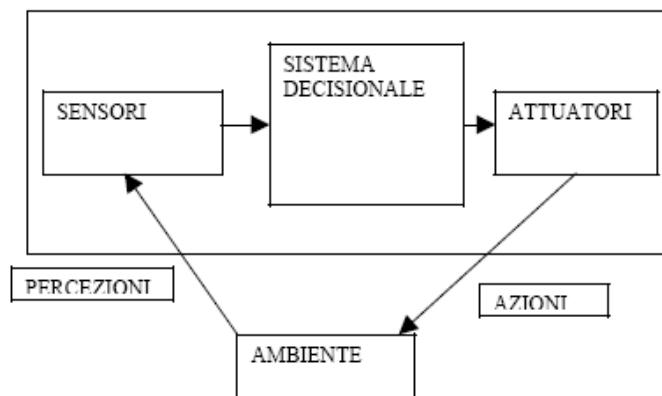 SISTEMA
DECISIONALE
SENSORI
ATTUATORI
PERCEZIONI
AZIONI
AMBIENTE